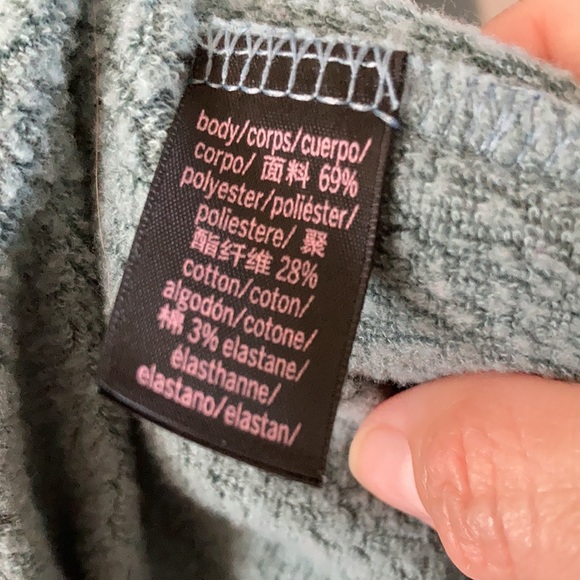 body/corps/cuerpo/
corpo/ 面料 69%
polyester/poliéster/
poliestere/ 聚
酯纤维 28%
cotton/coton/
algodón/cotone/
棉 3% elastane/
élasthanne/
elastano/elastan/